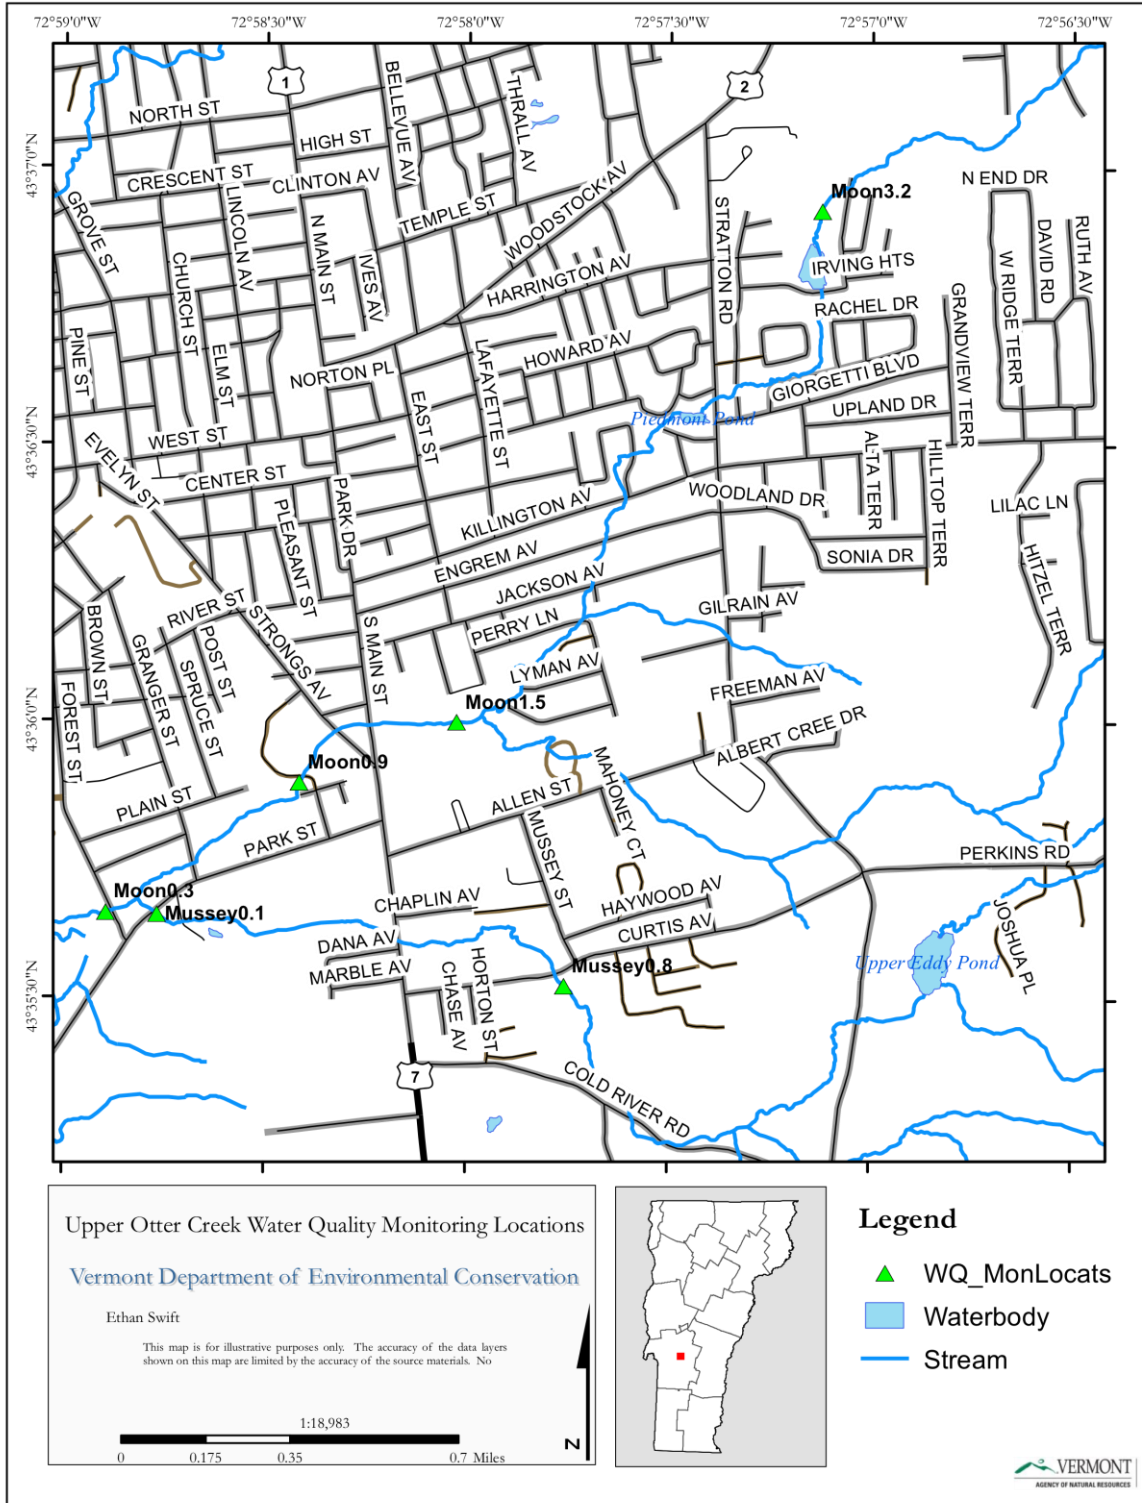 72°59'0"W
72°58'30"W
72°58'0"W
72°57'30"W
72°57'0"W
72°56'30"W
43°37'0"N
43°36'30"N
43°36'0"N
43°35'30"N
1
2
NORTH ST
HIGH ST
BELLEVUE AV
THRALL AV
CRESCENT ST
CLINTON AV
LINCOLN AV
TEMPLE ST
WOODSTOCK AV
N END DR
Moon3.2
GROVE ST
CHURCH ST
N MAIN ST
IVES AV
HARRINGTON AV
STRATTON RD
IRVING HTS
RACHEL DR
DAVID RD
RUTH AV
W RIDGE TERR
GRANDVIEW TERR
PINE ST
ELM ST
NORTON PL
LAFAYETTE ST
HOWARD AV
GIORGETTI BLVD
UPLAND DR
Piedmont Pond
EAST ST
WEST ST
EVELYN ST
CENTER ST
PARK DR
PLEASANT ST
KILLINGTON AV
WOODLAND DR
ALTA TERR
HILLTOP TERR
LILAC LN
ENGREM AV
SONIA DR
HITZEL TERR
JACKSON AV
GILRAIN AV
RIVER ST
STRONGS AV
BROWN ST
GRANGER ST
POST ST
SPRUCE ST
S MAIN ST
PERRY LN
LYMAN AV
FREEMAN AV
FOREST ST
Moon1.5
ALBERT CREE DR
Moon0.9
MAHONEY CT
PLAIN ST
ALLEN ST
PARK ST
MUSSEY ST
PERKINS RD
Moon0.3
Mussey0.1
CHAPLIN AV
HAYWOOD AV
CURTIS AV
JOSHUA PL
DANA AV
MARBLE AV
HORTON ST
CHASE AV
Mussey0.8
Upper Eddy Pond
7
COLD RIVER RD
Upper Otter Creek Water Quality Monitoring Locations
Vermont Department of Environmental Conservation
Ethan Swift
This map is for illustrative purposes only. The accuracy of the data layers
shown on this map are limited by the accuracy of the source materials. No
1:18,983
0 0.175 0.35 0.7 Miles
N
Legend
WQ_MonLocats
Waterbody
Stream
VERMONT
AGENCY OF NATURAL RESOURCES